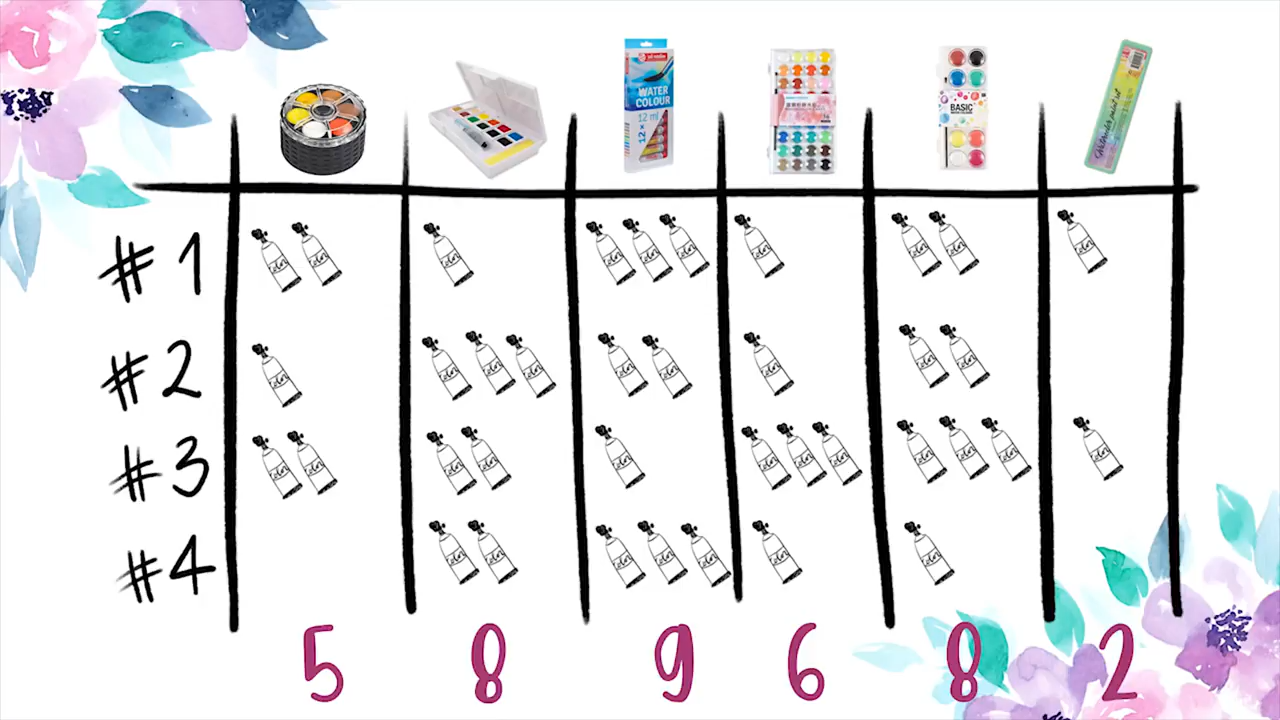 WATER
COLOUR
12 x 12 ml
BASIC
#1
#2
#3
#4
5 8 9 6 8 2